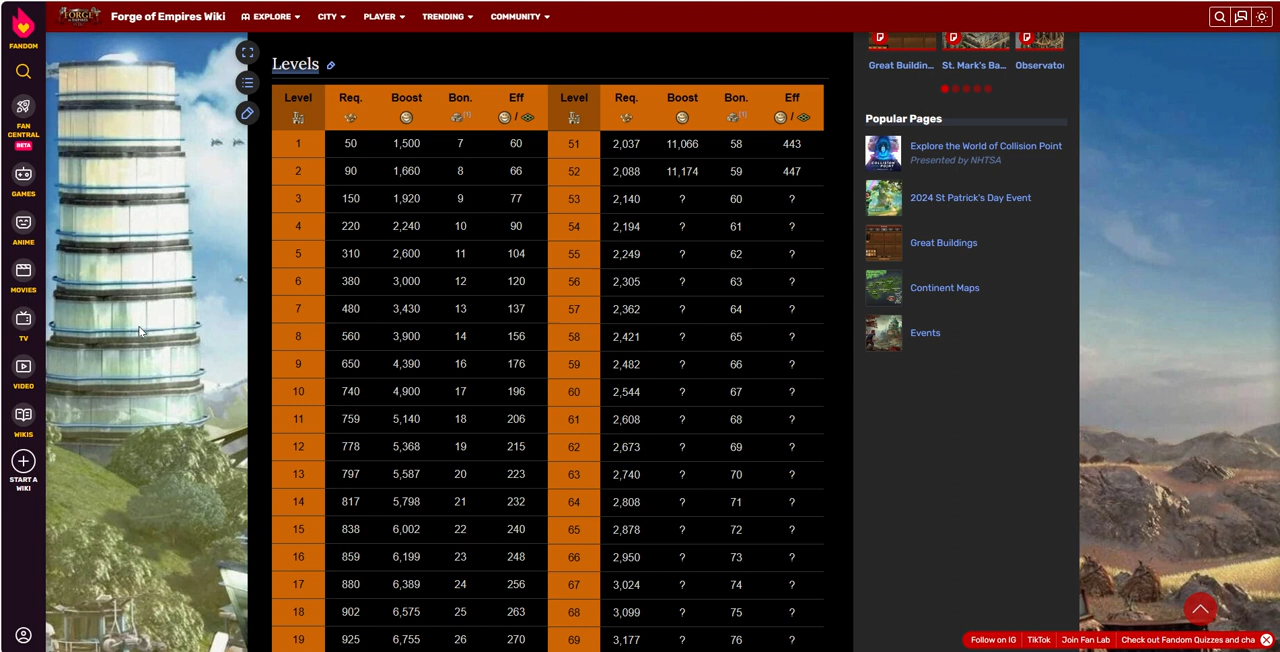 FORGE OF EMPIRES
Forge of Empires Wiki
EXPLORE
CITY
PLAYER
TRENDING
COMMUNITY
FANDOM
FAN CENTRAL
BETA
GAMES
ANIME
MOVIES
TV
VIDEO
WIKIS
START A WIKI
Levels
Level Req. Boost Bon. Eff Level Req. Boost Bon. Eff
[1] / [1] /
1 50 1,500 7 60 51 2,037 11,066 58 443
2 90 1,660 8 66 52 2,088 11,174 59 447
3 150 1,920 9 77 53 2,140 ? 60 ?
4 220 2,240 10 90 54 2,194 ? 61 ?
5 310 2,600 11 104 55 2,249 ? 62 ?
6 380 3,000 12 120 56 2,305 ? 63 ?
7 480 3,430 13 137 57 2,362 ? 64 ?
8 560 3,900 14 156 58 2,421 ? 65 ?
9 650 4,390 16 176 59 2,482 ? 66 ?
10 740 4,900 17 196 60 2,544 ? 67 ?
11 759 5,140 18 206 61 2,608 ? 68 ?
12 778 5,368 19 215 62 2,673 ? 69 ?
13 797 5,587 20 223 63 2,740 ? 70 ?
14 817 5,798 21 232 64 2,808 ? 71 ?
15 838 6,002 22 240 65 2,878 ? 72 ?
16 859 6,199 23 248 66 2,950 ? 73 ?
17 880 6,389 24 256 67 3,024 ? 74 ?
18 902 6,575 25 263 68 3,099 ? 75 ?
19 925 6,755 26 270 69 3,177 ? 76 ?
Great Buildin... St. Mark's Ba... Observato
Popular Pages
Explore the World of Collision Point
Presented by NHTSA
2024 St Patrick's Day Event
Great Buildings
Continent Maps
Events
Follow on IG TikTok Join Fan Lab Check out Fandom Quizzes and cha